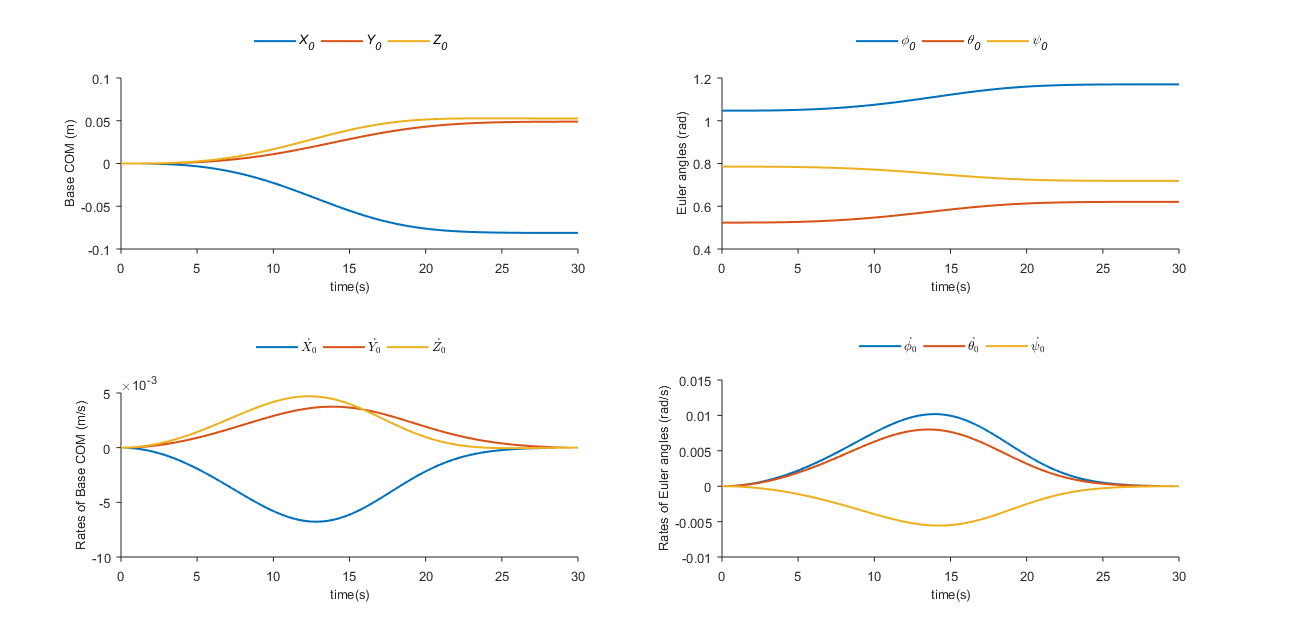 X₀ Y₀ Z₀
0.1
0.05
0
-0.05
-0.1
Base COM (m)
0 5 10 15 20 25 30
time(s)
ϕ₀ θ₀ ψ₀
1.2
1
0.8
0.6
0.4
Euler angles (rad)
0 5 10 15 20 25 30
time(s)
Ẋ₀ Ẏ₀ Ż₀
×10⁻³
5
0
-5
-10
Rates of Base COM (m/s)
0 5 10 15 20 25 30
time(s)
ϕ̇₀ θ̇₀ ψ̇₀
0.015
0.01
0.005
0
-0.005
-0.01
Rates of Euler angles (rad/s)
0 5 10 15 20 25 30
time(s)